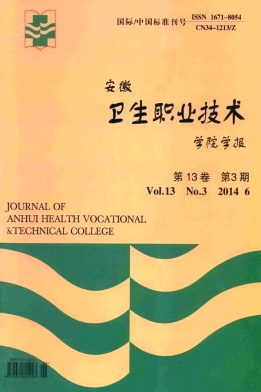 国际/中国标准刊号 ISSN 1671-8054
CN34-1213/Z
安徽
卫生职业技术
学院学报
第13卷 第3期
Vol.13 No.3 2014 6
JOURNAL OF
ANHUI HEALTH VOCATIONAL
&TECHNICAL COLLEGE